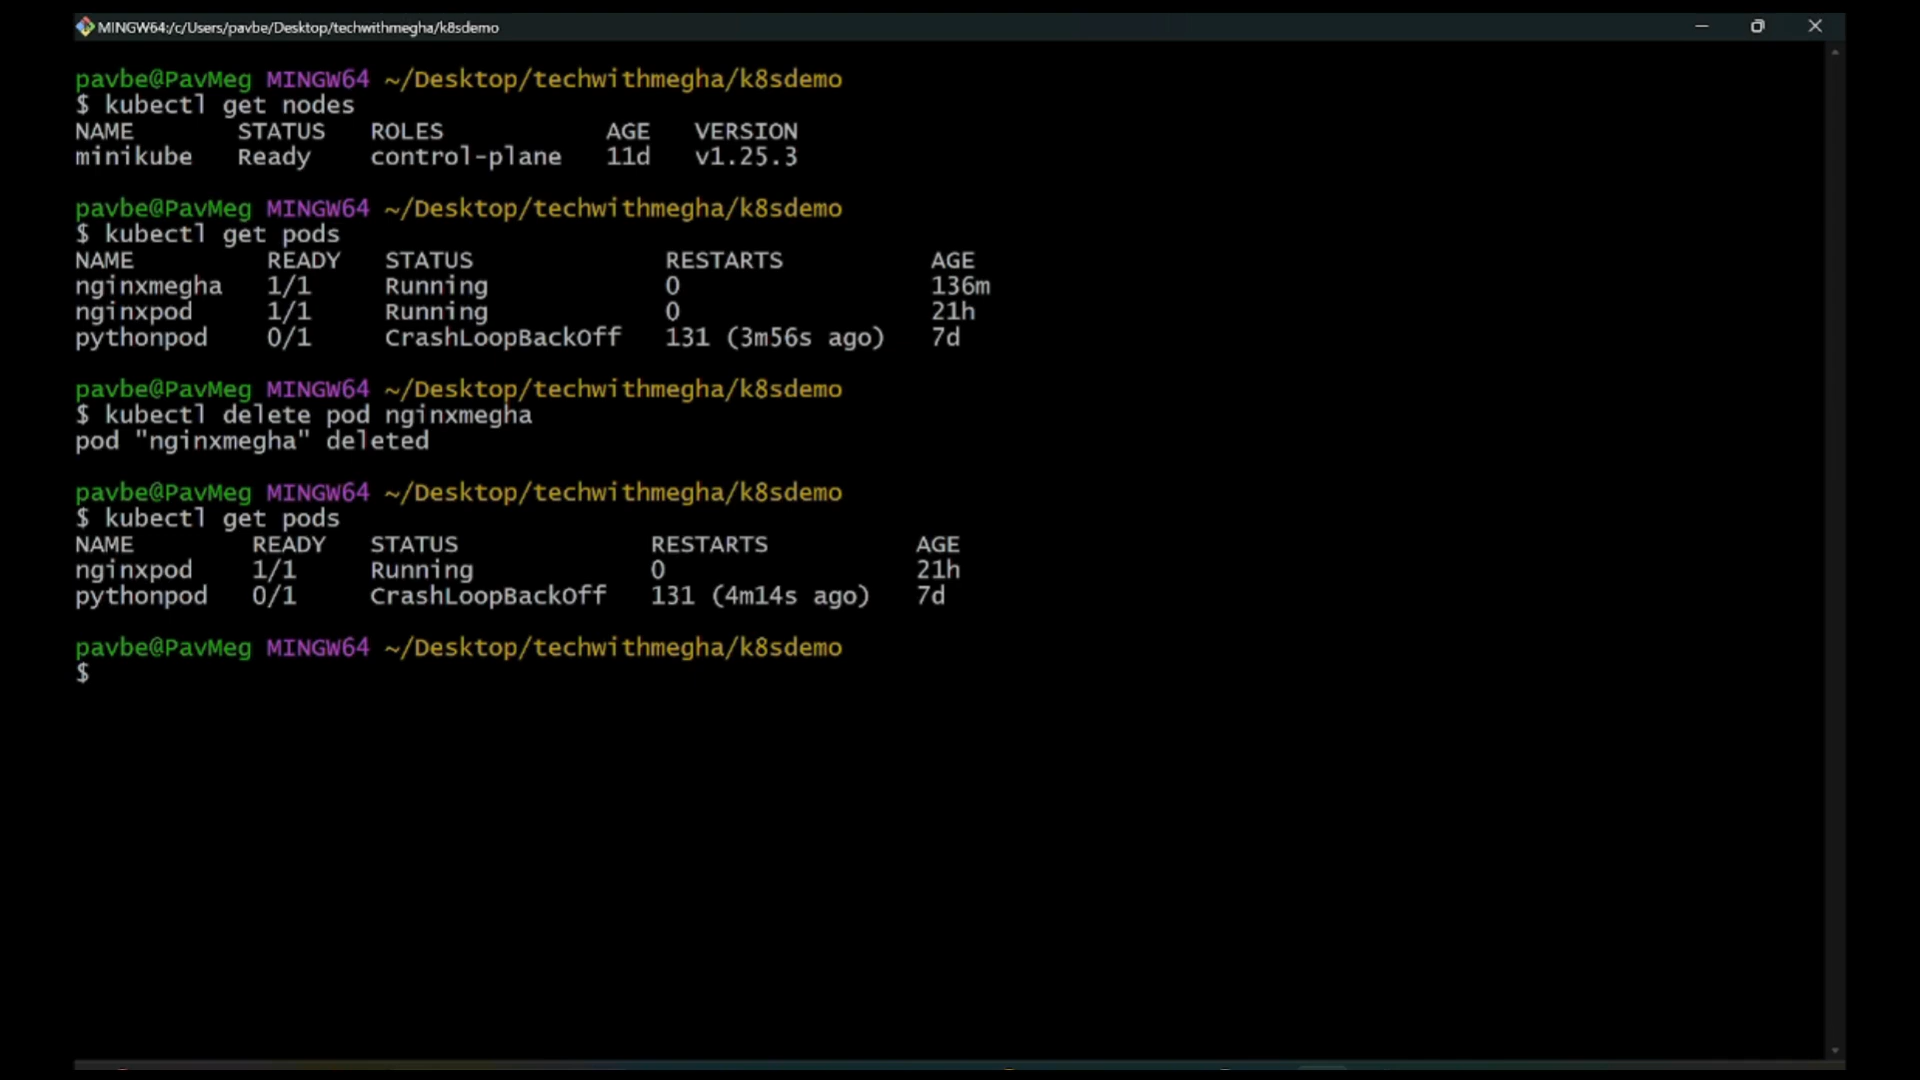 MINGW64:/c/Users/pavbe/Desktop/techwithmegha/k8sdemo
pavbe@PavMeg MINGW64 ~/Desktop/techwithmegha/k8sdemo
$ kubectl get nodes
NAME STATUS ROLES AGE VERSION
minikube Ready control-plane 11d v1.25.3
pavbe@PavMeg MINGW64 ~/Desktop/techwithmegha/k8sdemo
$ kubectl get pods
NAME READY STATUS RESTARTS AGE
nginxmegha 1/1 Running 0 136m
nginxpod 1/1 Running 0 21h
pythonpod 0/1 CrashLoopBackOff 131 (3m56s ago) 7d
pavbe@PavMeg MINGW64 ~/Desktop/techwithmegha/k8sdemo
$ kubectl delete pod nginxmegha
pod "nginxmegha" deleted
pavbe@PavMeg MINGW64 ~/Desktop/techwithmegha/k8sdemo
$ kubectl get pods
NAME READY STATUS RESTARTS AGE
nginxpod 1/1 Running 0 21h
pythonpod 0/1 CrashLoopBackOff 131 (4m14s ago) 7d
pavbe@PavMeg MINGW64 ~/Desktop/techwithmegha/k8sdemo
$